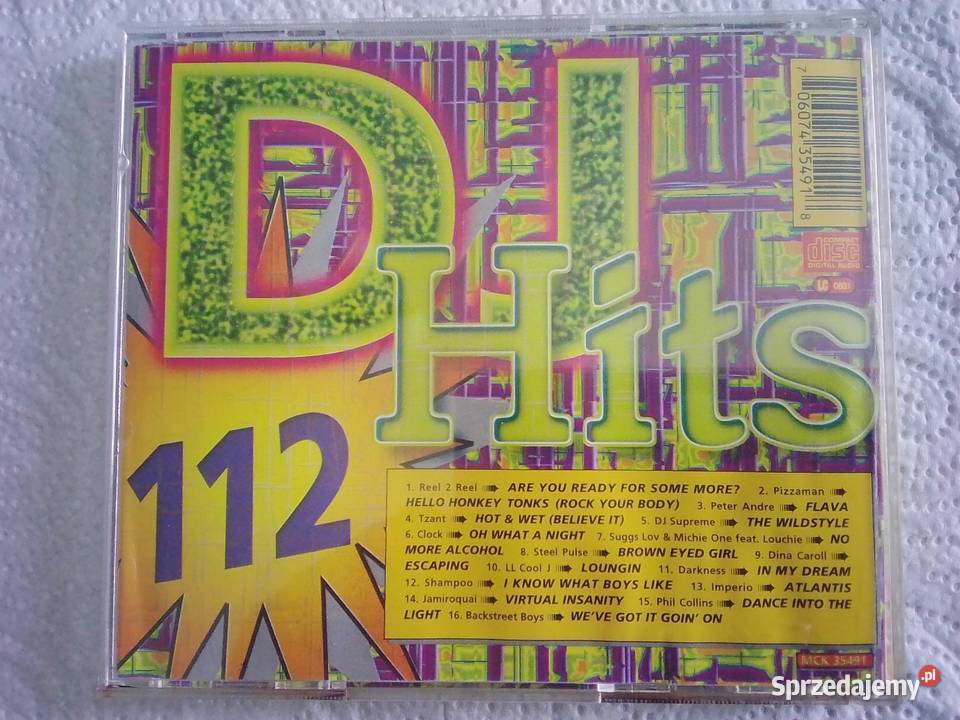 DJ
Hits
112
7 06074 35491 8
COMPACT
disc
DIGITAL AUDIO
LC
1. Reel 2 Reel ARE YOU READY FOR SOME MORE? 2. Pizzaman
HELLO HONKEY TONKS (ROCK YOUR BODY) 3. Peter Andre FLAVA
4. Tzant HOT & WET (BELIEVE IT) 5. DJ Supreme THE WILDSTYLE
6. Clock OH WHAT A NIGHT 7. Suggs Lov & Michie One feat. Louchie NO
MORE ALCOHOL 8. Steel Pulse BROWN EYED GIRL 9. Dina Caroll
ESCAPING 10. LL Cool J LOUNGIN 11. Darkness IN MY DREAM
12. Shampoo I KNOW WHAT BOYS LIKE 13. Imperio ATLANTIS
14. Jamiroquai VIRTUAL INSANITY 15. Phil Collins DANCE INTO THE
LIGHT 16. Backstreet Boys WE'VE GOT IT GOIN' ON
MCK 35491
Sprzedajemy.pl